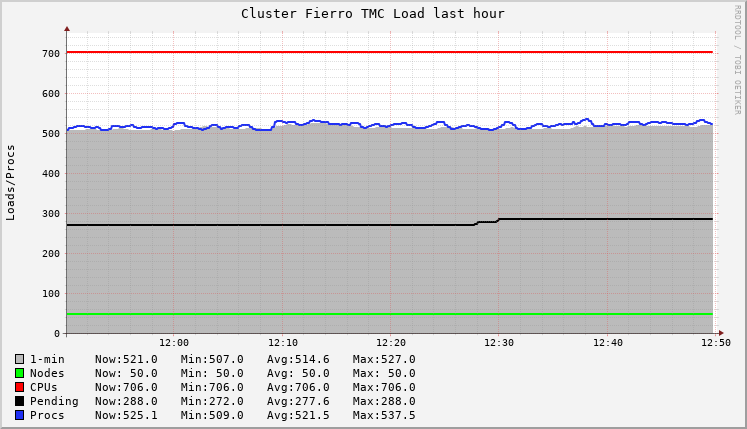 Cluster Fierro TMC Load last hour
RRDTOOL / TOBI OETIKER
Loads/Procs
700
600
500
400
300
200
100
0
12:00 12:10 12:20 12:30 12:40 12:50
1-min Now:521.0 Min:507.0 Avg:514.6 Max:527.0
Nodes Now: 50.0 Min: 50.0 Avg: 50.0 Max: 50.0
CPUs Now:706.0 Min:706.0 Avg:706.0 Max:706.0
Pending Now:288.0 Min:272.0 Avg:277.6 Max:288.0
Procs Now:525.1 Min:509.0 Avg:521.5 Max:537.5